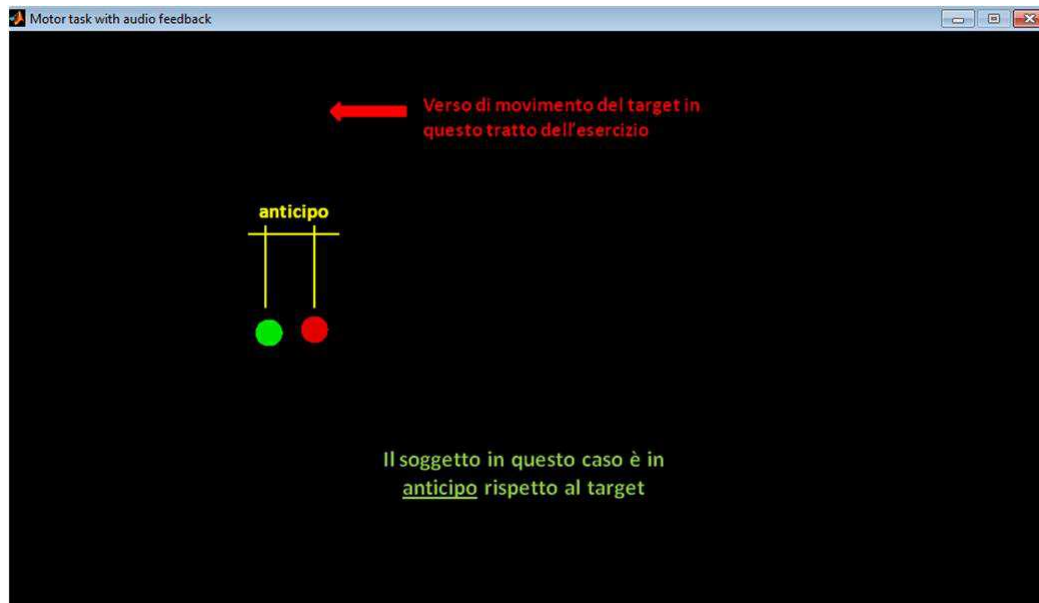 Motor task with audio feedback
Verso di movimento del target in
questo tratto dell'esercizio
anticipo
Il soggetto in questo caso è in
anticipo rispetto al target